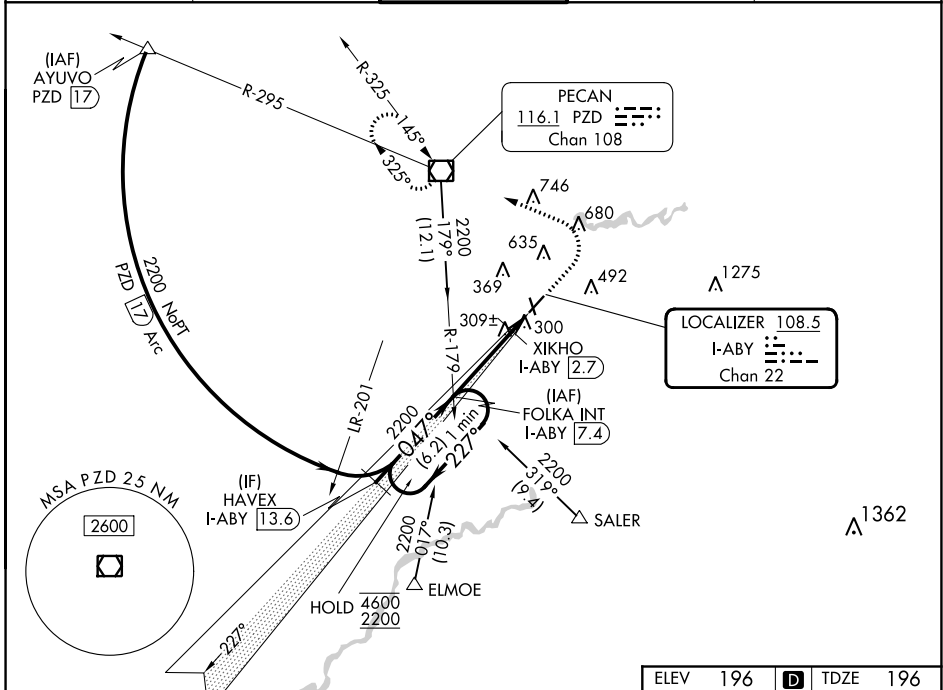 (IAF)
AYUVO
PZD 17
R-295
R-325
145°
325°
PECAN
116.1 PZD
Chan 108
2200
179°
(12.1)
R-179
746
680
635
369
492
1275
309±
300
XIKHO
I-ABY 2.7
LOCALIZER 108.5
I-ABY
Chan 22
2200 NoPT
PZD 17 Arc
LR-201
(IAF)
FOLKA INT
I-ABY 7.4
2200
047°
(6.2) 1 min
227°
(IF)
HAVEX
I-ABY 13.6
2200
319°
(9.4)
SALER
2200
017°
(10.3)
ELMOE
1362
MSA PZD 25 NM
2600
HOLD 4600
2200
227°
ELEV 196 D TDZE 196